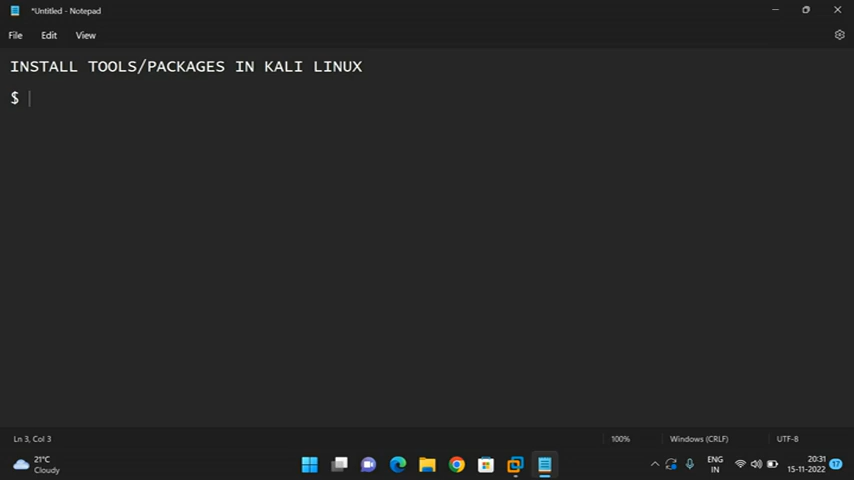 *Untitled - Notepad
File Edit View
INSTALL TOOLS/PACKAGES IN KALI LINUX
$
Ln 3, Col 3 100% Windows (CRLF) UTF-8
21°C
Cloudy
ENG
IN
20:31
15-11-2022
17